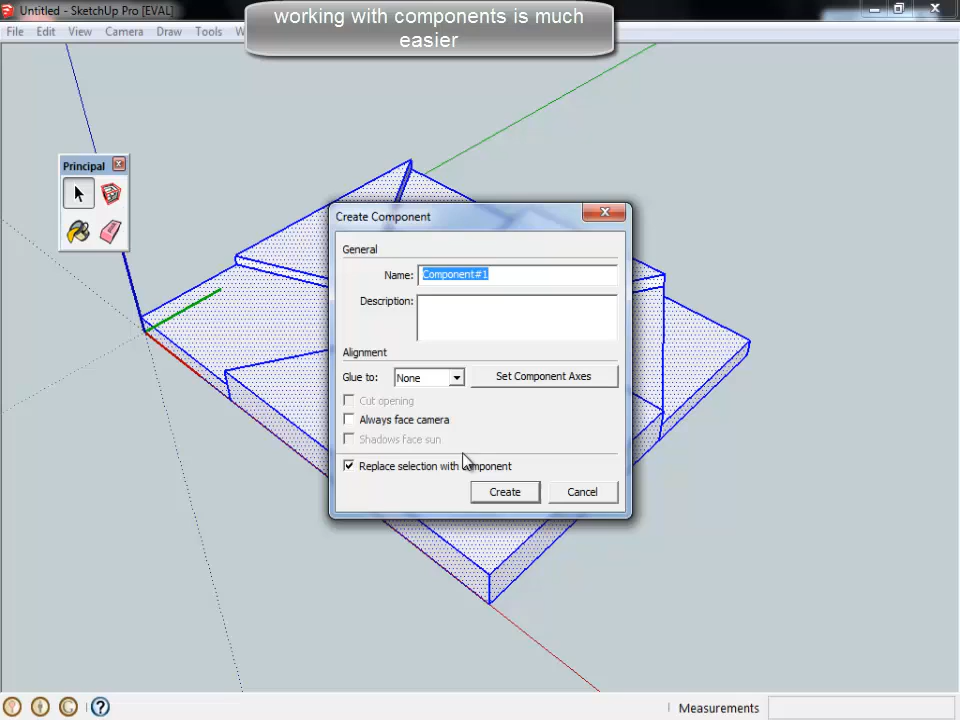 Untitled - SketchUp Pro [EVAL]
working with components is much
easier
File Edit View Camera Draw Tools W
Principal
Create Component
General
Name: Component#1
Description:
Alignment
Glue to: None Set Component Axes
Cut opening
Always face camera
Shadows face sun
Replace selection with component
Create Cancel
Measurements